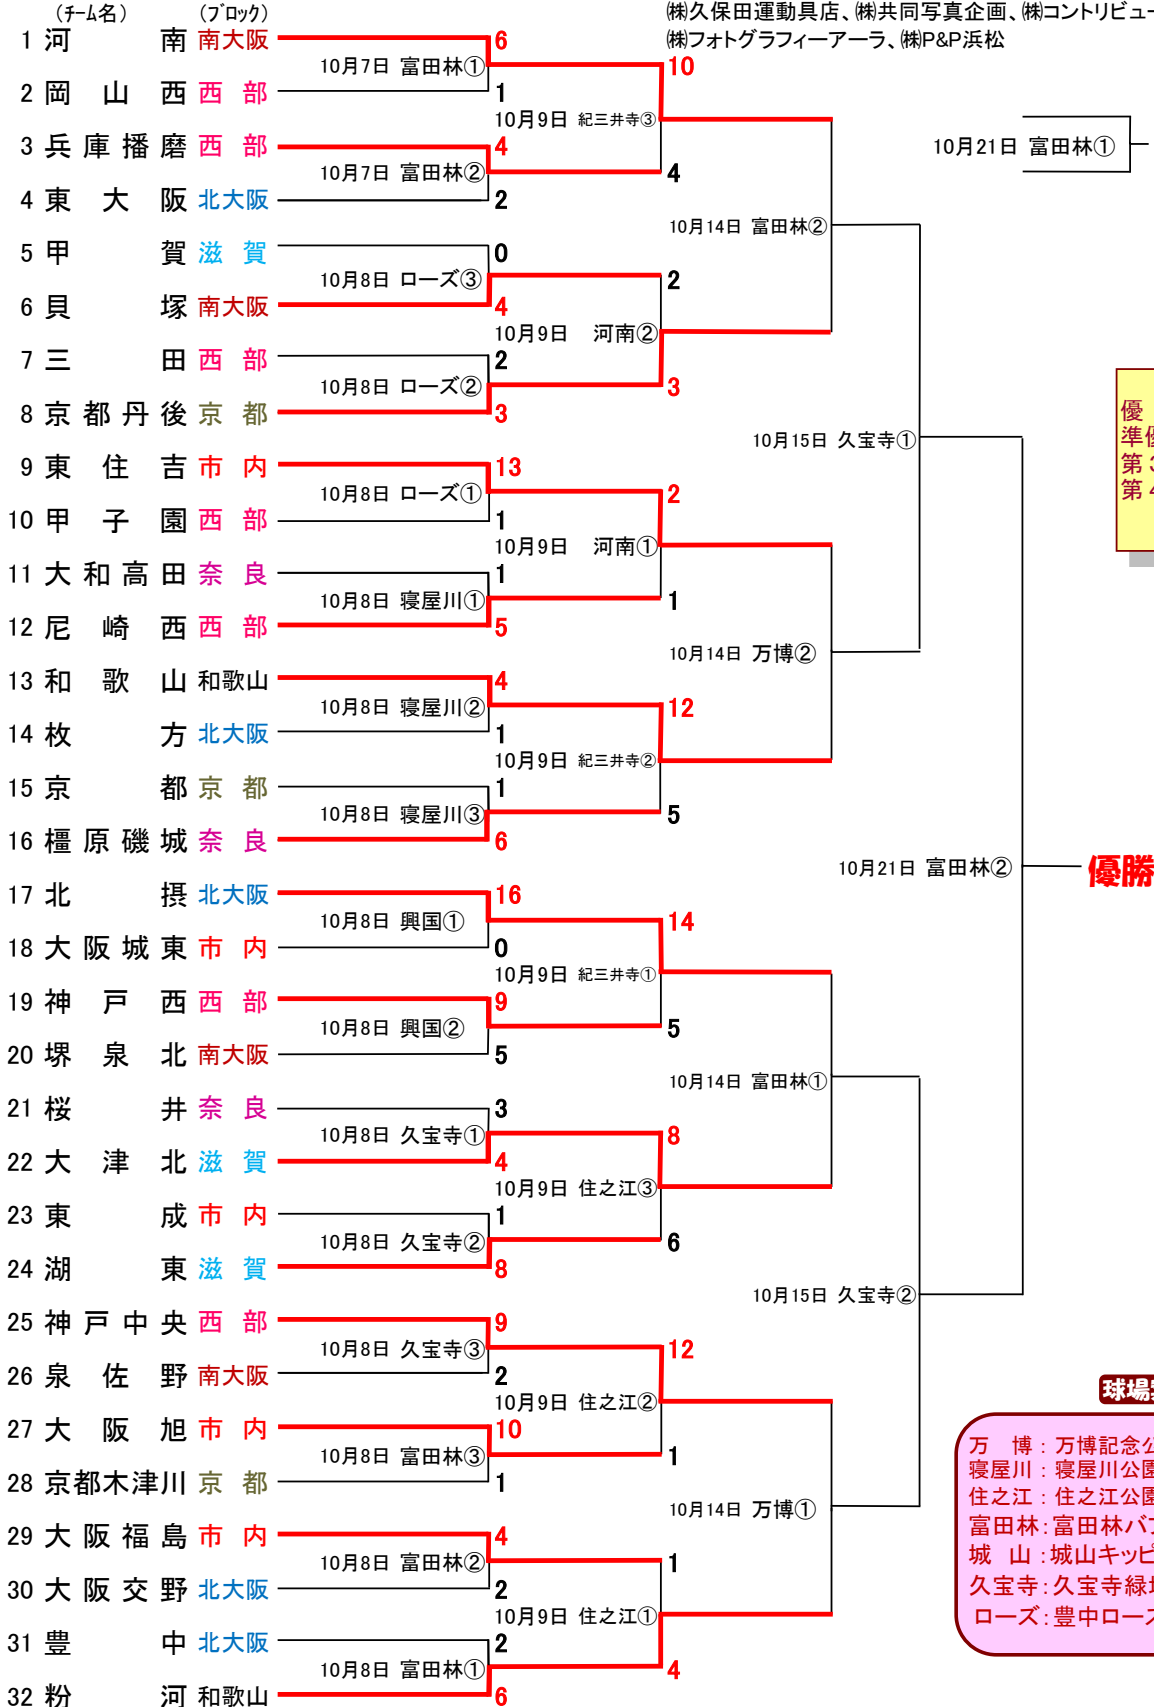 （ﾁｰﾑ名） （ﾌﾞﾛｯｸ）
㈱久保田運動具店、㈱共同写真企画、㈱コントリビュー
㈱フォトグラフィーアーラ、㈱P&P浜松
1 河南 南大阪 6
10月7日 富田林① 10
2 岡山西 西部 1
10月9日 紀三井寺③
3 兵庫播磨 西部 4
10月21日 富田林①
10月7日 富田林② 4
4 東大阪 北大阪 2
10月14日 富田林②
5 甲賀 滋賀 0
10月8日 ローズ③ 2
6 貝塚 南大阪 4
10月9日 河南②
7 三田 西部 2
10月8日 ローズ② 3
8 京都丹後 京都 3
優
準優
第3
第4
10月15日 久宝寺①
9 東住吉 市内 13
10月8日 ローズ① 2
10 甲子園 西部 1
10月9日 河南①
11 大和高田 奈良 1
10月8日 寝屋川① 1
12 尼崎西 西部 5
10月14日 万博②
13 和歌山 和歌山 4
10月8日 寝屋川② 12
14 枚方 北大阪 1
10月9日 紀三井寺②
15 京都 京都 1
10月8日 寝屋川③ 5
16 橿原磯城 奈良 6
10月21日 富田林② 優勝
17 北摂 北大阪 16
10月8日 興国① 14
18 大阪城東 市内 0
10月9日 紀三井寺①
19 神戸西 西部 9
10月8日 興国② 5
20 堺泉北 南大阪 5
10月14日 富田林①
21 桜井 奈良 3
10月8日 久宝寺① 8
22 大津北 滋賀 4
10月9日 住之江③
23 東成 市内 1
10月8日 久宝寺② 6
24 湖東 滋賀 8
10月15日 久宝寺②
25 神戸中央 西部 9
10月8日 久宝寺③ 12
26 泉佐野 南大阪 2
10月9日 住之江②
27 大阪旭 市内 10
10月8日 富田林③ 1
28 京都木津川 京都 1
10月14日 万博①
29 大阪福島 市内 4
10月8日 富田林② 1
30 大阪交野 北大阪 2
10月9日 住之江①
31 豊中 北大阪 2
10月8日 富田林① 4
32 粉河 和歌山 6
球場
万博：万博記念公
寝屋川：寝屋川公園
住之江：住之江公園
富田林：富田林バ
城山：城山キッピ
久宝寺：久宝寺緑
ローズ：豊中ローズ